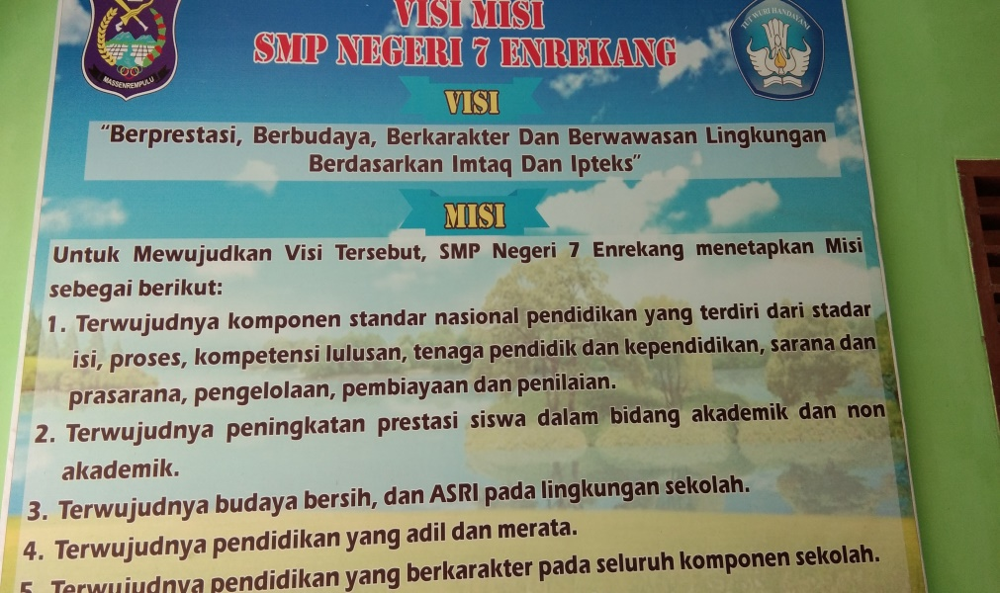 VISI MISI
SMP NEGERI 7 ENREKANG
MASSENREMPULU
TUT WURI HANDAYANI
VISI
“Berprestasi, Berbudaya, Berkarakter Dan Berwawasan Lingkungan
Berdasarkan Imtaq Dan Ipteks”
MISI
Untuk Mewujudkan Visi Tersebut, SMP Negeri 7 Enrekang menetapkan Misi
sebegai berikut:
1. Terwujudnya komponen standar nasional pendidikan yang terdiri dari stadar
isi, proses, kompetensi lulusan, tenaga pendidik dan kependidikan, sarana dan
prasarana, pengelolaan, pembiayaan dan penilaian.
2. Terwujudnya peningkatan prestasi siswa dalam bidang akademik dan non
akademik.
3. Terwujudnya budaya bersih, dan ASRI pada lingkungan sekolah.
4. Terwujudnya pendidikan yang adil dan merata.
5. Terwujudnya pendidikan yang berkarakter pada seluruh komponen sekolah.